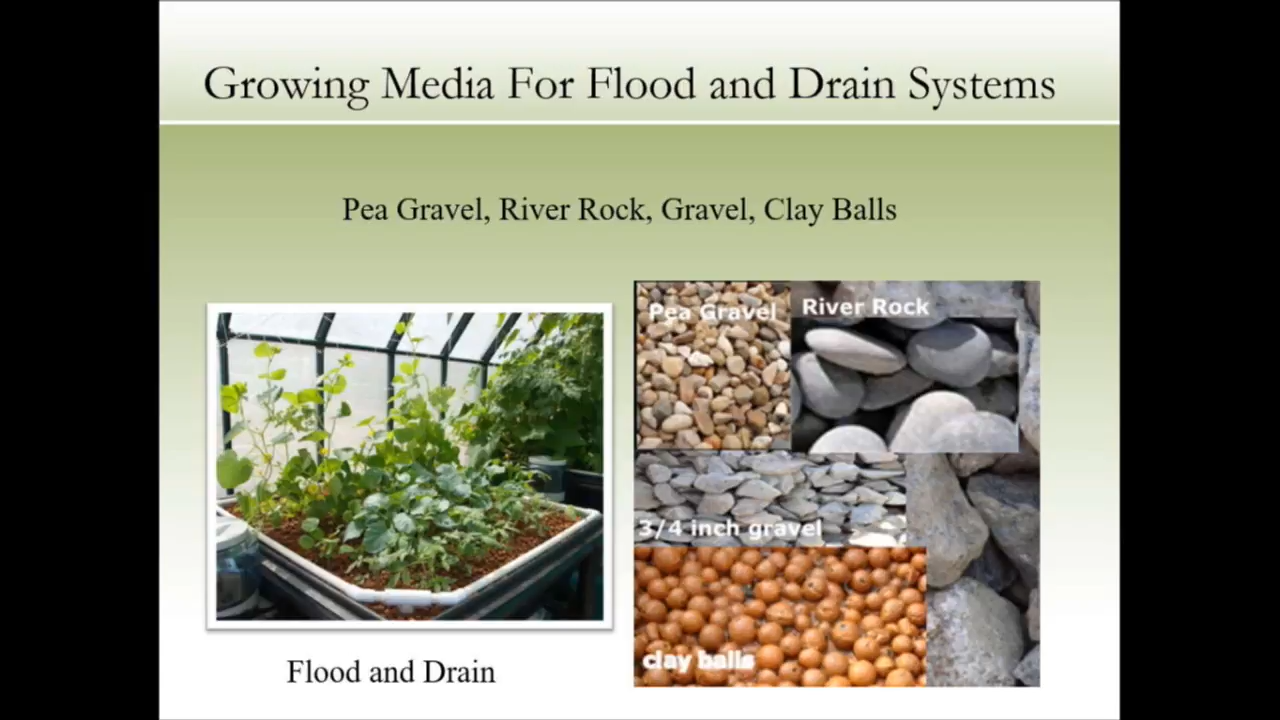 Growing Media For Flood and Drain Systems
Pea Gravel, River Rock, Gravel, Clay Balls
Pea Gravel
River Rock
3/4 inch gravel
clay balls
Flood and Drain